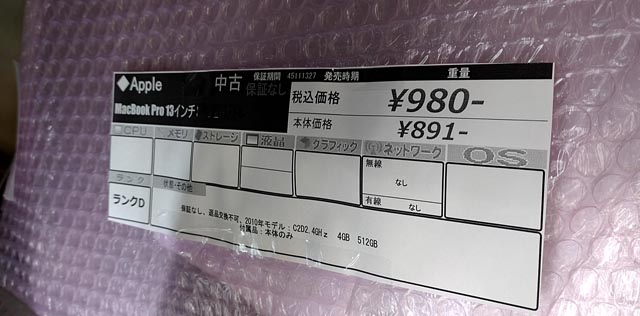 ◆Apple 中古 保証期間 45111327 発売時期 重量
保証なし
MacBook Pro 13インチ
税込価格 ¥980-
本体価格 ¥891-
CPU メモリ ストレージ 液晶 グラフィック ネットワーク OS
無線 なし
有線 なし
ランク 状態・その他
ランクD
保証なし、返品交換不可、2010年モデル：C2D2.4GHz 4GB 512GB
付属品：本体のみ